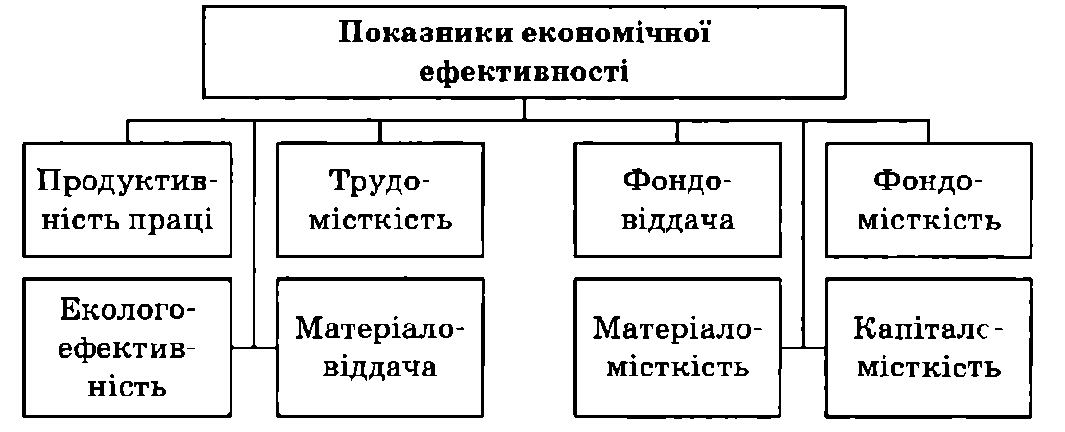 Показники економічної
ефективності
Продуктив-
ність праці
Трудо-
місткість
Фондо-
віддача
Фондо-
місткість
Еколого-
ефектив-
ність
Матеріало-
віддача
Матеріало-
місткість
Капітало-
місткість